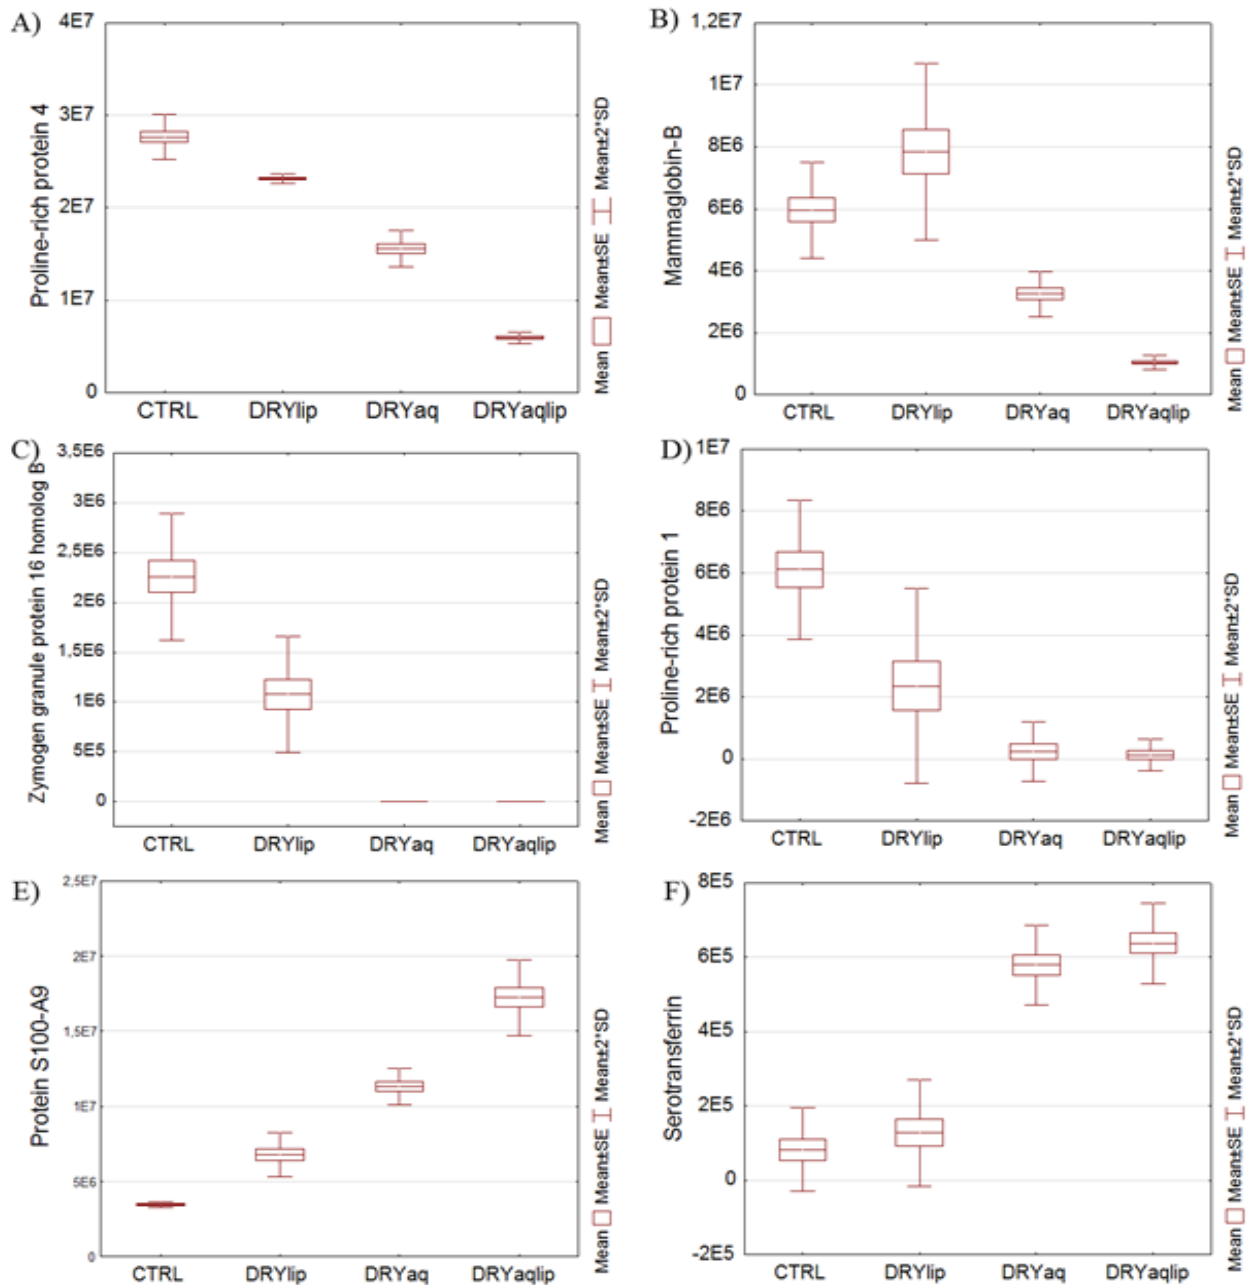 A)
Proline-rich protein 4
4E7
3E7
2E7
1E7
0
CTRL DRYlip DRYaq DRYaqlip
Mean Mean±SE Mean±2*SD
B)
Mammaglobin-B
1,2E7
1E7
8E6
6E6
4E6
2E6
0
CTRL DRYlip DRYaq DRYaqlip
Mean Mean±SE Mean±2*SD
C)
Zymogen granule protein 16 homolog B
3,5E6
3E6
2,5E6
2E6
1,5E6
1E6
5E5
0
CTRL DRYlip DRYaq DRYaqlip
Mean Mean±SE Mean±2*SD
D)
Proline-rich protein 1
1E7
8E6
6E6
4E6
2E6
0
-2E6
CTRL DRYlip DRYaq DRYaqlip
Mean Mean±SE Mean±2*SD
E)
Protein S100-A9
2,5E7
2E7
1,5E7
1E7
5E6
0
CTRL DRYlip DRYaq DRYaqlip
Mean Mean±SE Mean±2*SD
F)
Serotransferrin
8E5
6E5
4E5
2E5
0
-2E5
CTRL DRYlip DRYaq DRYaqlip
Mean Mean±SE Mean±2*SD